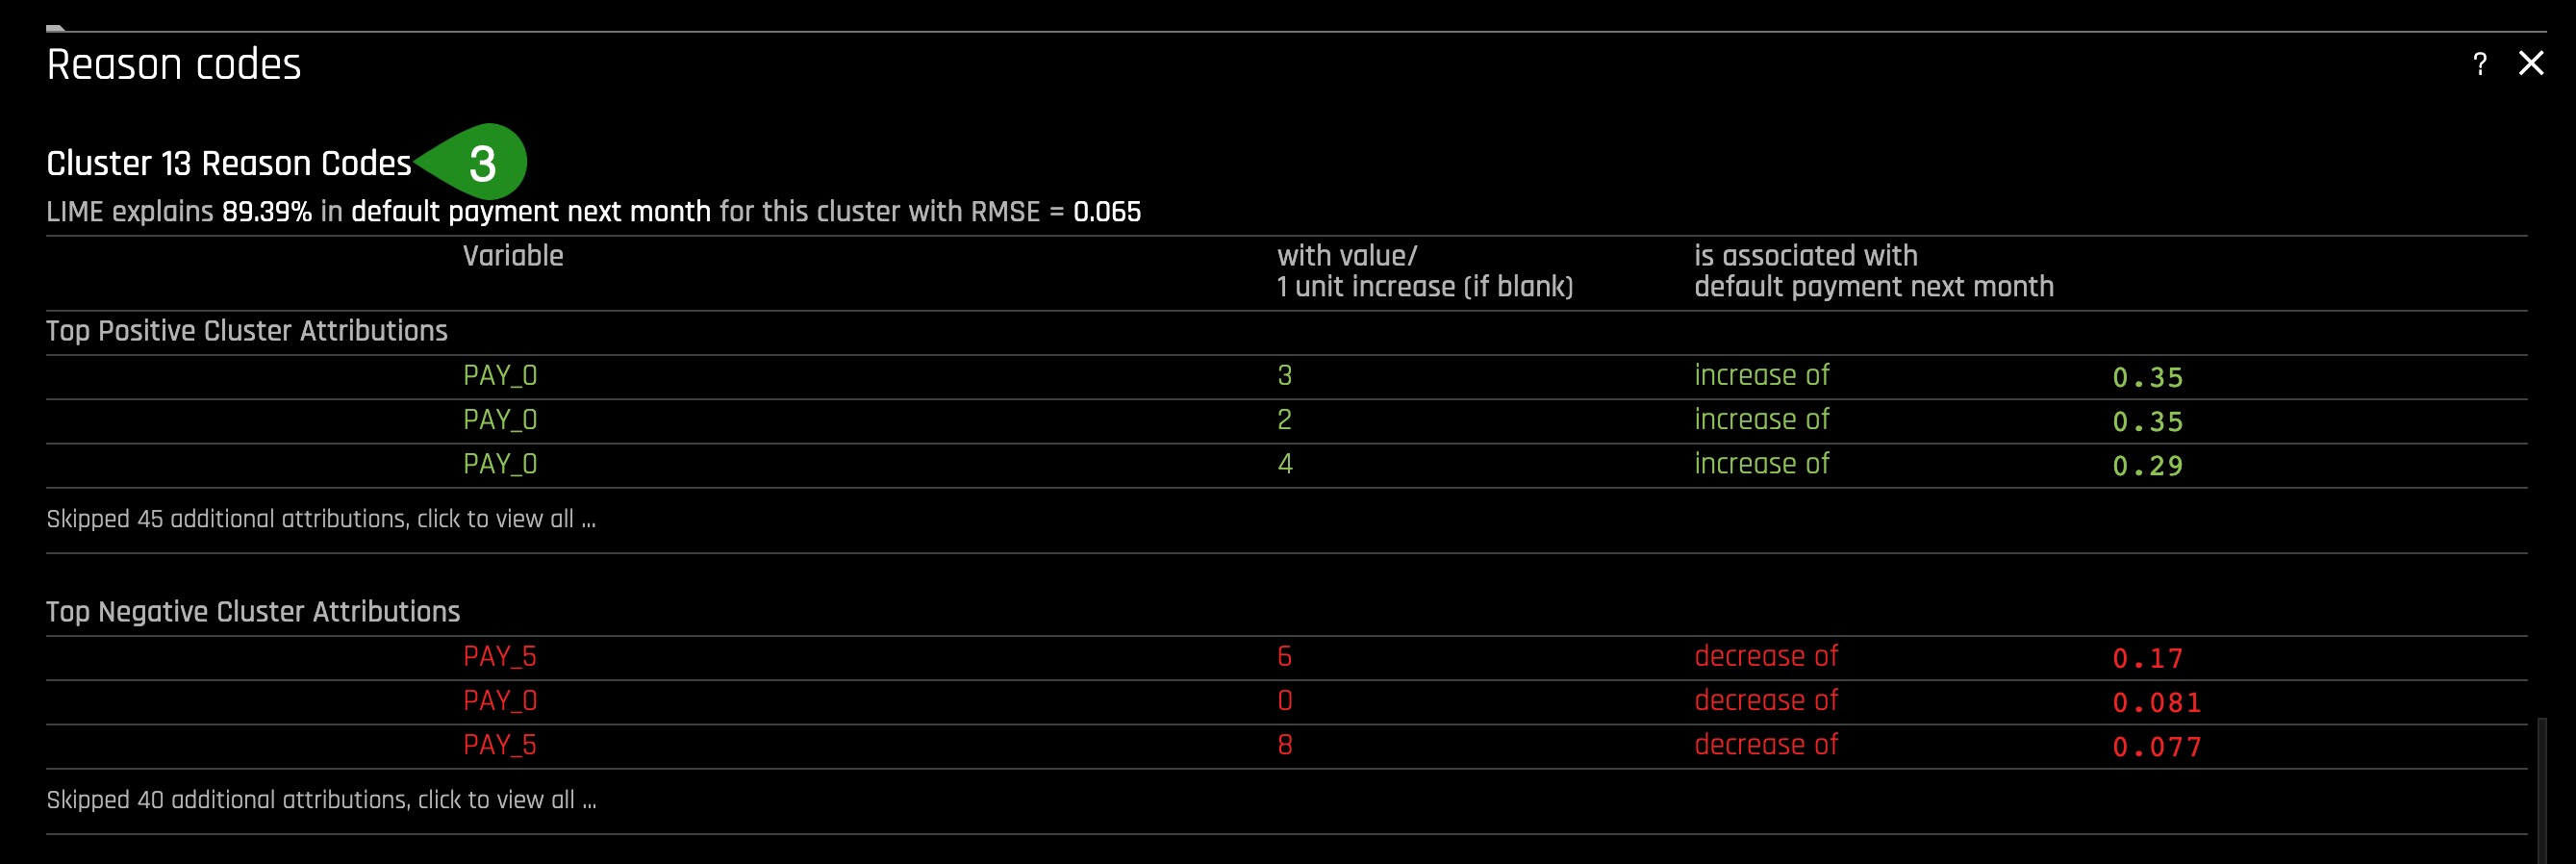 Reason codes
?
Cluster 13 Reason Codes 3
LIME explains 89.39% in default payment next month for this cluster with RMSE = 0.065
Variable with value/ is associated with
1 unit increase (if blank) default payment next month
Top Positive Cluster Attributions
PAY_0 3 increase of 0.35
PAY_0 2 increase of 0.35
PAY_0 4 increase of 0.29
Skipped 45 additional attributions, click to view all ...
Top Negative Cluster Attributions
PAY_5 6 decrease of 0.17
PAY_0 0 decrease of 0.081
PAY_5 8 decrease of 0.077
Skipped 40 additional attributions, click to view all ...